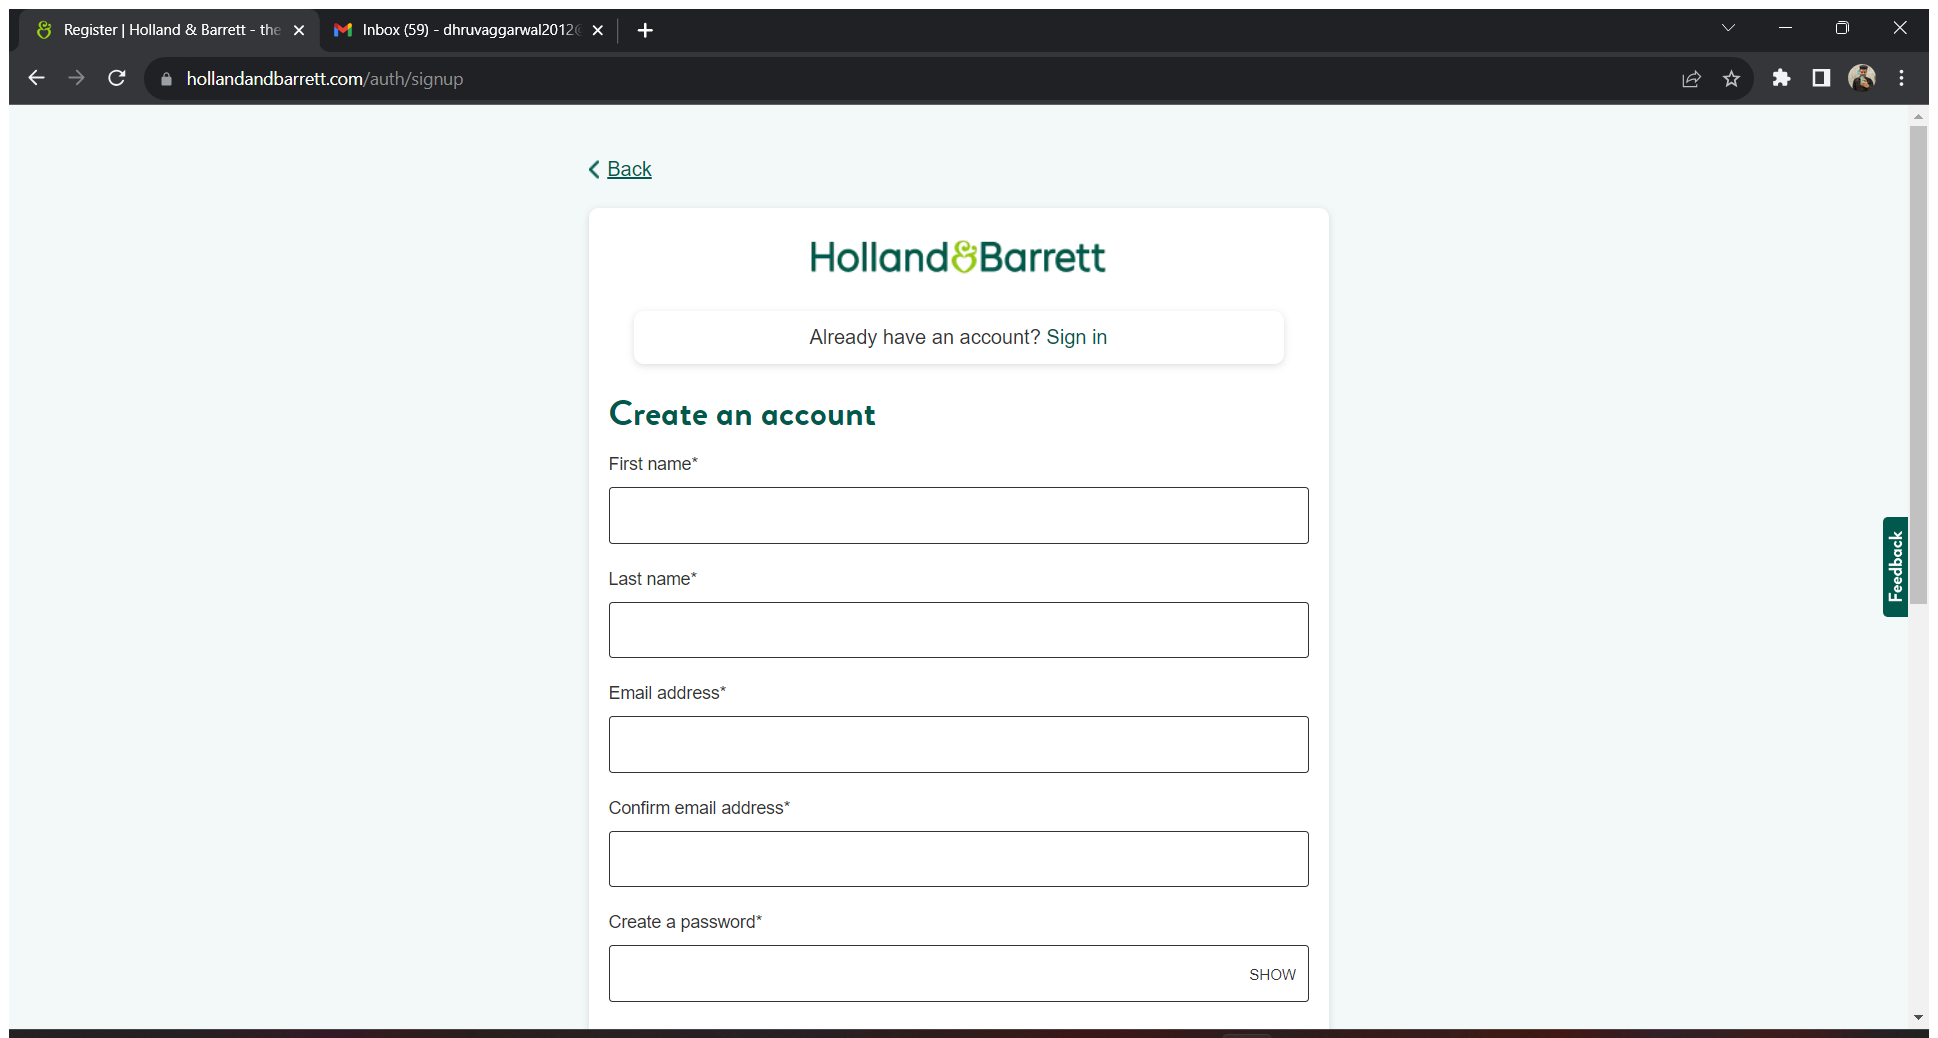 Register | Holland & Barrett - the
Inbox (59) - dhruvaggarwal2012@
hollandandbarrett.com/auth/signup
Back
Holland&Barrett
Already have an account? Sign in
Create an account
First name*
Last name*
Email address*
Confirm email address*
Create a password*
SHOW
Feedback